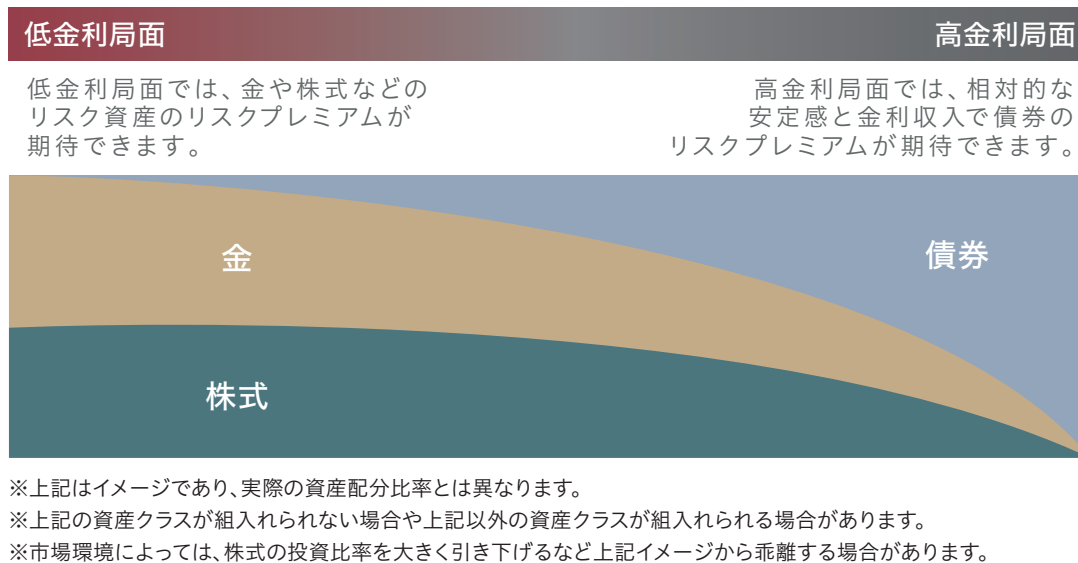 低金利局面
高金利局面
低金利局面では、金や株式などの
リスク資産のリスクプレミアムが
期待できます。
高金利局面では、相対的な
安定感と金利収入で債券の
リスクプレミアムが期待できます。
金
債券
株式
※上記はイメージであり、実際の資産配分比率とは異なります。
※上記の資産クラスが組入れられない場合や上記以外の資産クラスが組入れられる場合があります。
※市場環境によっては、株式の投資比率を大きく引き下げるなど上記イメージから乖離する場合があります。